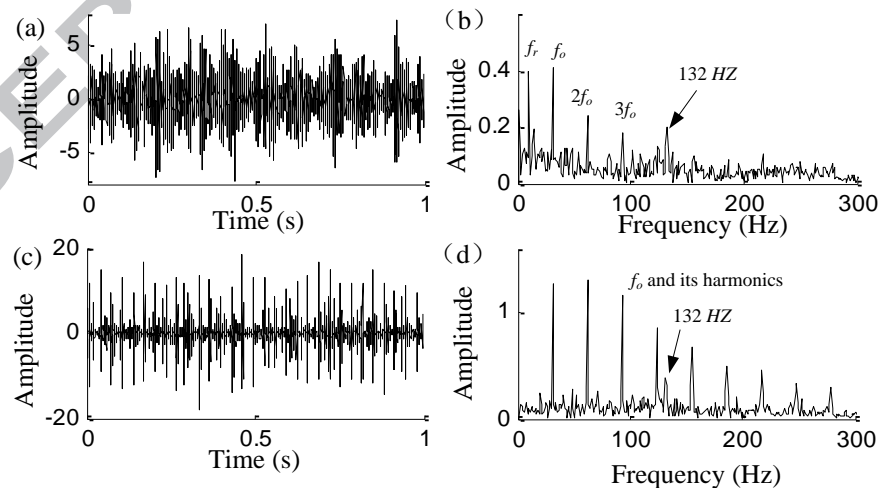 (a)
5
0
-5
Amplitude
0
0.5
1
Time (s)
(b)
fr
fo
2fo
3fo
132 HZ
0.4
0.2
0
Amplitude
0
100
200
300
Frequency (Hz)
(c)
20
0
-20
Amplitude
0
0.5
1
Time (s)
(d)
fo and its harmonics
132 HZ
1
0
Amplitude
0
100
200
300
Frequency (Hz)